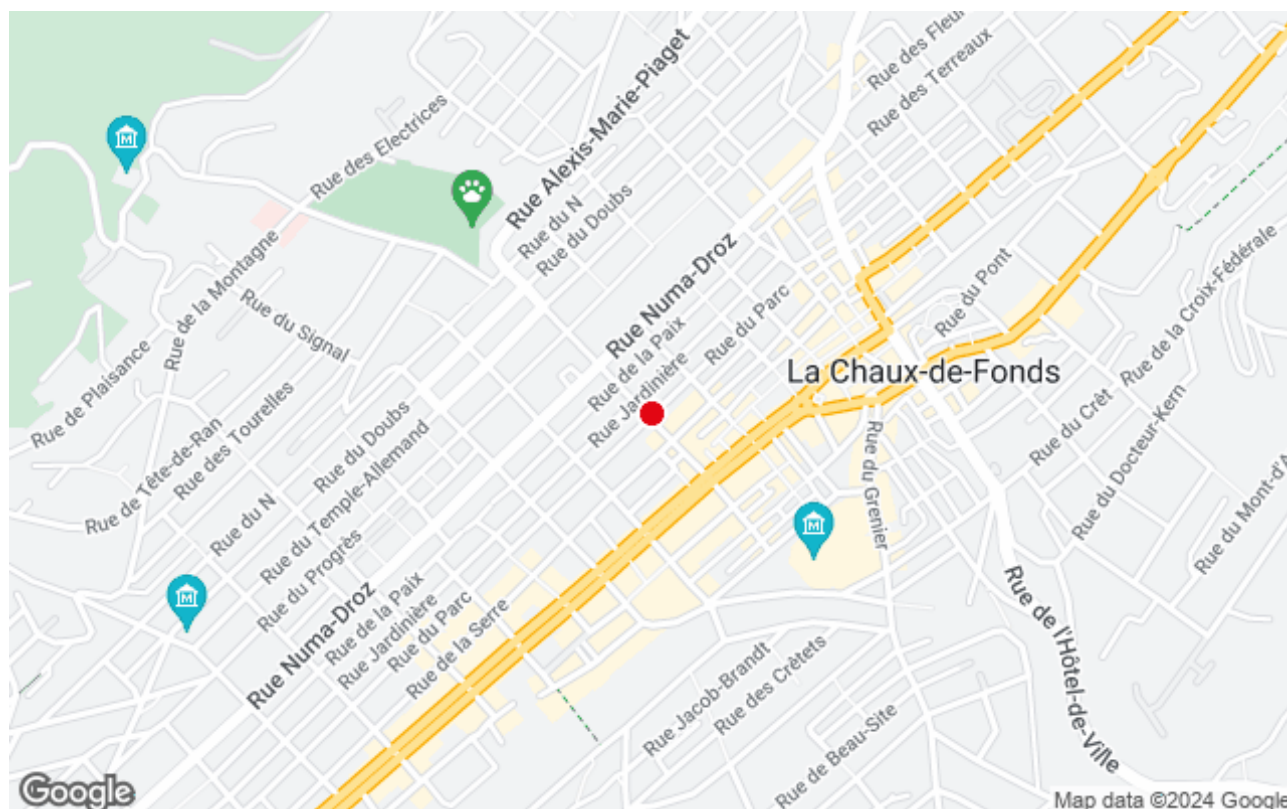 Rue des Fleu
Rue des Terreaux
Rue Alexis-Marie-Piaget
Rue des Electrices
Rue du N
Rue du Doubs
Rue Numa-Droz
Rue de la Montagne
Rue du Signal
Rue du Parc
Rue du Pont
Rue de la Croix-Fédérale
Rue de la Paix
Rue Jardinière
La Chaux-de-Fonds
Rue de Plaisance
Rue des Tourelles
Rue de Tête-de-Ran
Rue du Doubs
Rue du Temple-Allemand
Rue du N
Rue du Progrès
Rue du Crêt
Rue du Docteur-Kern
Rue du Grenier
Rue du Mont-d'A
M
M
M
Rue Numa-Droz
Rue de la Paix
Rue Jardinière
Rue du Parc
Rue de la Serre
Rue de l'Hôtel-de-Ville
Rue Jacob-Brandt
Rue des Crêtets
Rue de Beau-Site
Google
Map data ©2024 Google